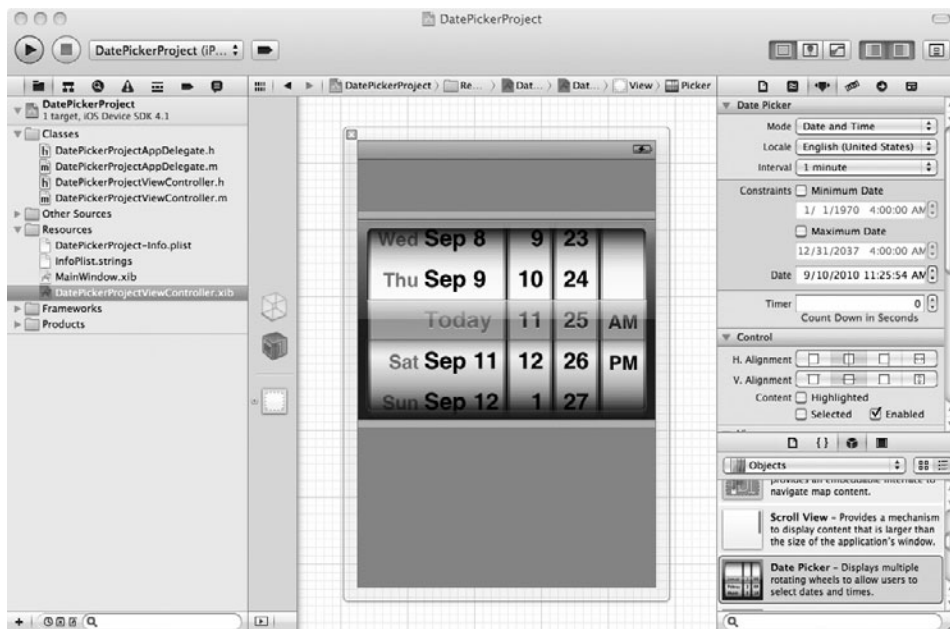 DatePickerProject
DatePickerProject (iP...
DatePickerProject
Re...
Dat...
Dat...
View
Picker
DatePickerProject
1 target, iOS Device SDK 4.1
Classes
h DatePickerProjectAppDelegate.h
m DatePickerProjectAppDelegate.m
h DatePickerProjectViewController.h
m DatePickerProjectViewController.m
Other Sources
Resources
DatePickerProject-Info.plist
InfoPlist.strings
MainWindow.xib
DatePickerProjectViewController.xib
Frameworks
Products
Wed Sep 8 9 23
Thu Sep 9 10 24
Today 11 25 AM
Sat Sep 11 12 26 PM
Sun Sep 12 1 27
Date Picker
Mode Date and Time
Locale English (United States)
Interval 1 minute
Constraints Minimum Date
1/ 1/1970 4:00:00 AM
Maximum Date
12/31/2037 4:00:00 AM
Date 9/10/2010 11:25:54 AM
Timer 0
Count Down in Seconds
Control
H. Alignment
V. Alignment
Content Highlighted
Selected Enabled
{ }
Objects
provides an embeddable interface to
navigate map content.
Scroll View - Provides a mechanism
to display content that is larger than
the size of the application's window.
Date Picker - Displays multiple
rotating wheels to allow users to
select dates and times.